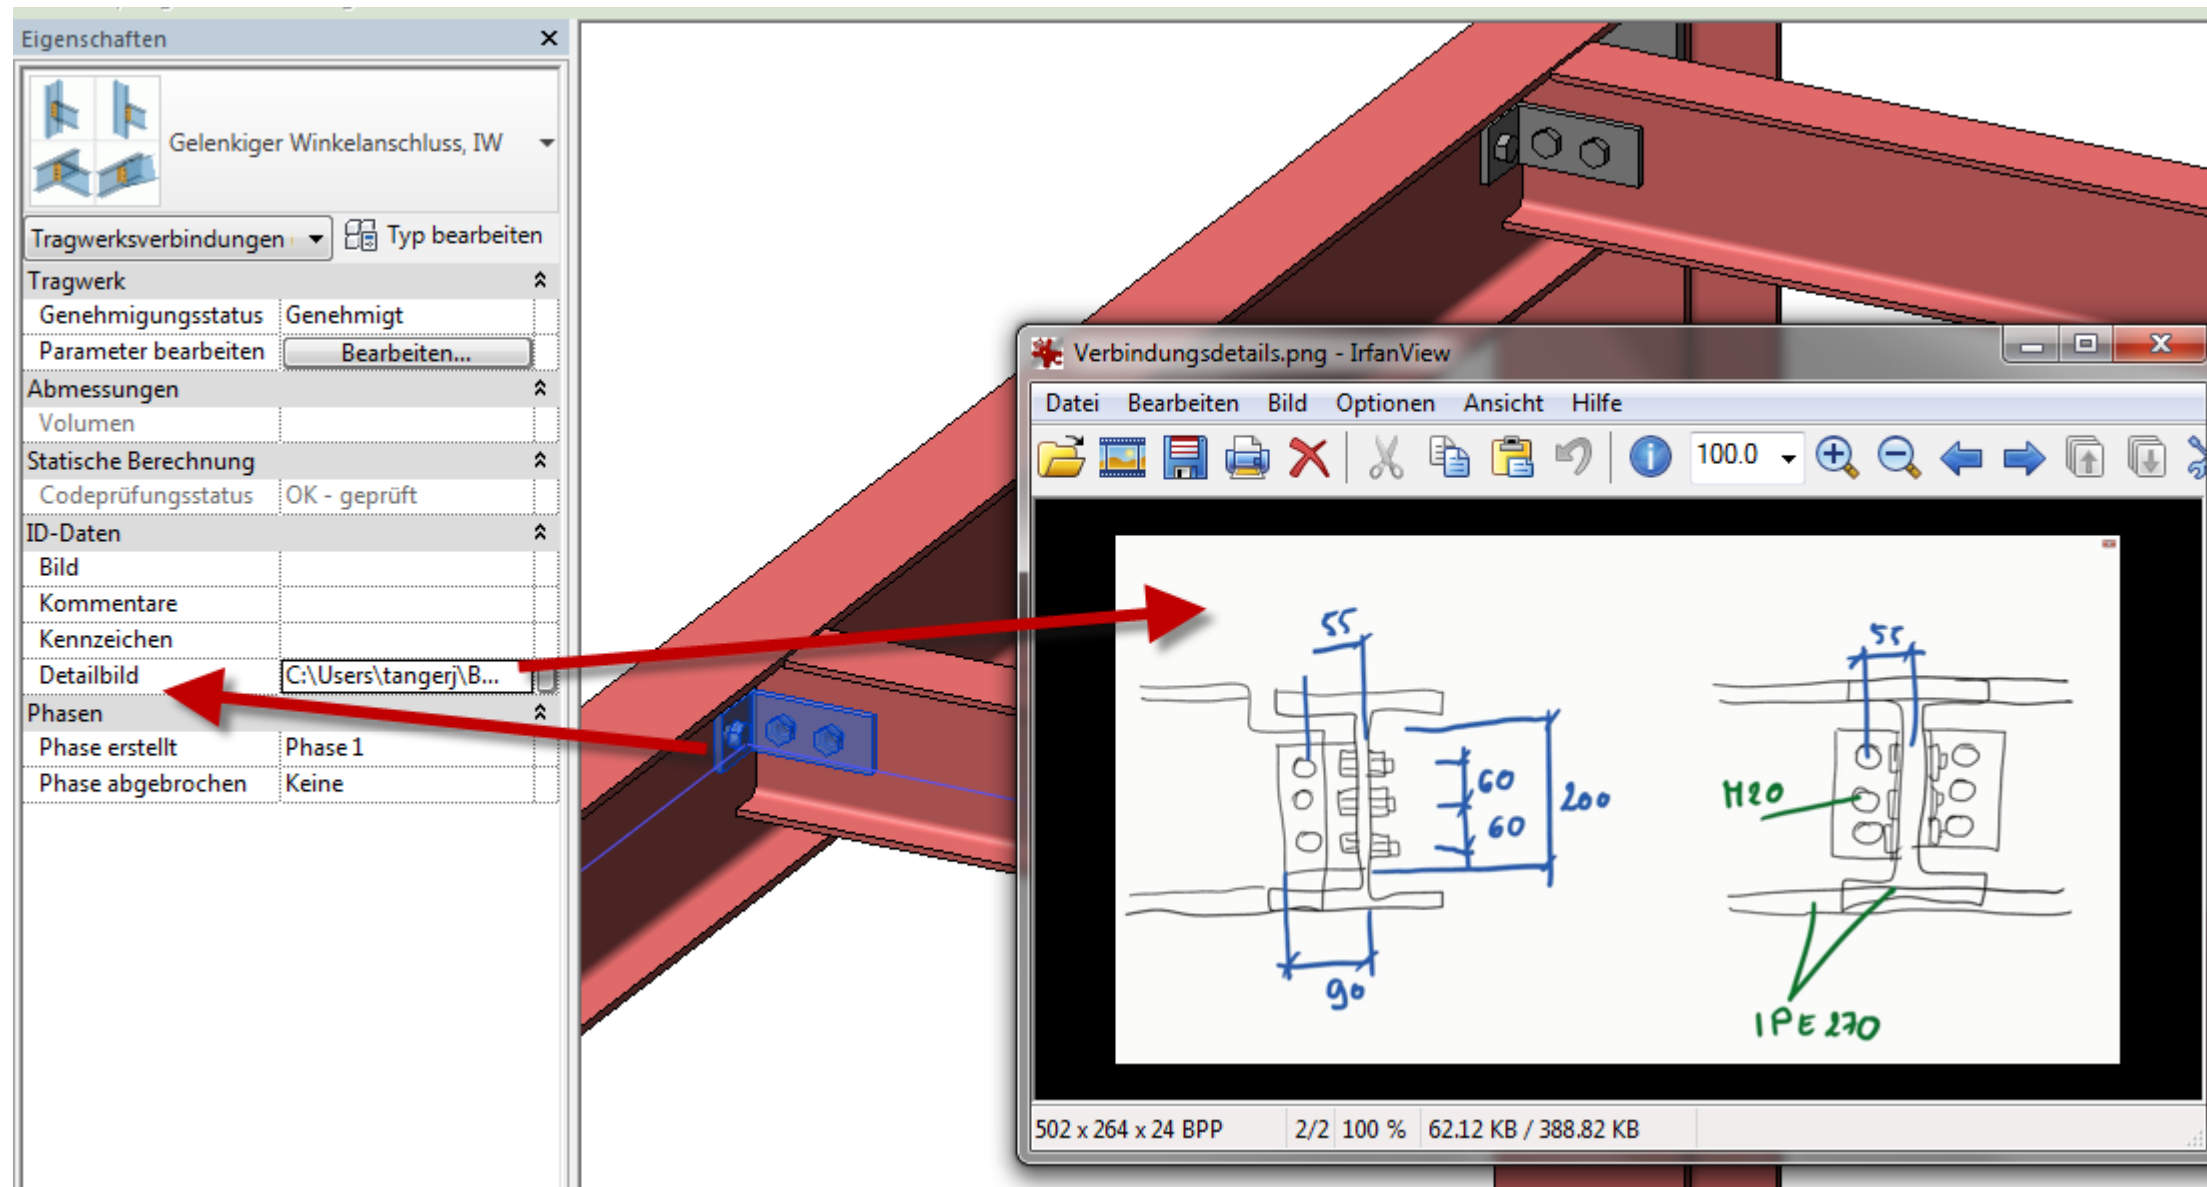 Eigenschaften
Gelenkiger Winkelanschluss, IW
Tragwerksverbindungen
Typ bearbeiten
Tragwerk
Genehmigungsstatus Genehmigt
Parameter bearbeiten Bearbeiten...
Abmessungen
Volumen
Statische Berechnung
Codeprüfungsstatus OK - geprüft
ID-Daten
Bild
Kommentare
Kennzeichen
Detailbild C:\Users\tangerj\B...
Phasen
Phase erstellt Phase 1
Phase abgebrochen Keine
Verbindungsdetails.png - IrfanView
Datei Bearbeiten Bild Optionen Ansicht Hilfe
100.0
55
60
60
200
90
55
M20
IPE 270
502 x 264 x 24 BPP 2/2 100 % 62.12 KB / 388.82 KB